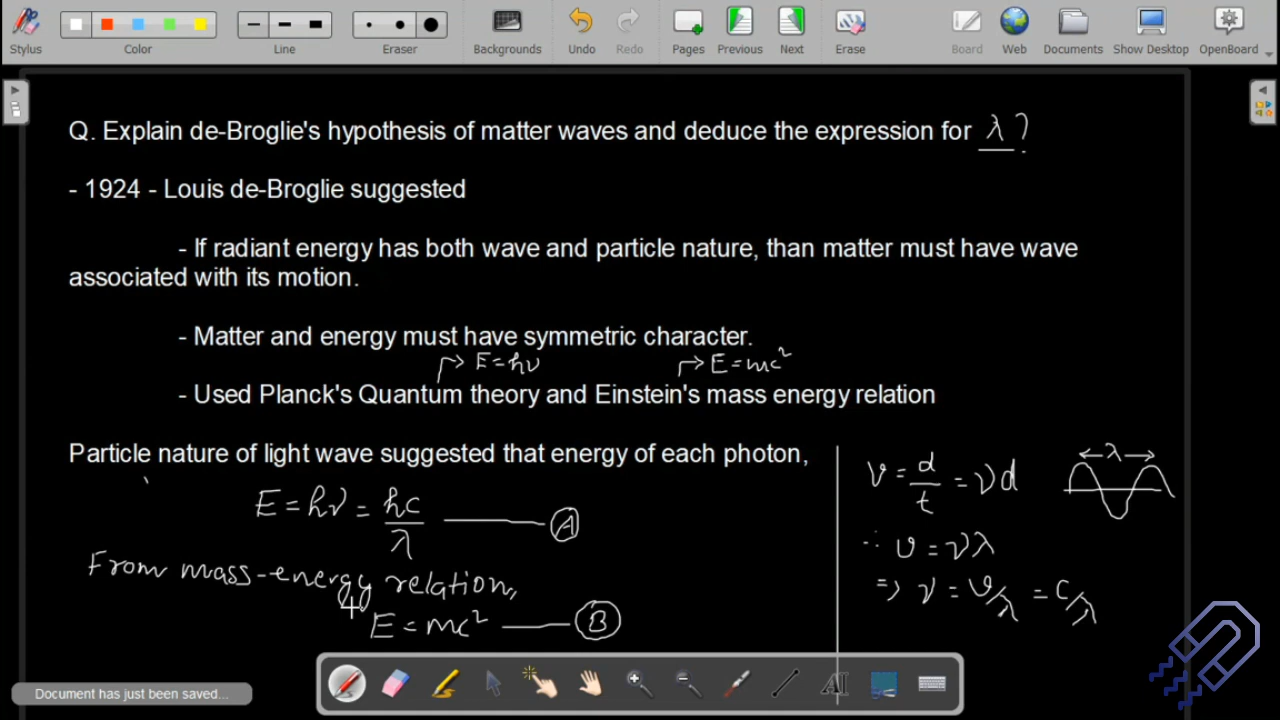 Stylus Color Line Eraser Backgrounds Undo Redo Pages Previous Next Erase Board Web Documents Show Desktop OpenBoard
Q. Explain de-Broglie's hypothesis of matter waves and deduce the expression for λ?
- 1924 - Louis de-Broglie suggested
- If radiant energy has both wave and particle nature, than matter must have wave
associated with its motion.
- Matter and energy must have symmetric character.
→ E=hν → E=mc²
- Used Planck's Quantum theory and Einstein's mass energy relation
Particle nature of light wave suggested that energy of each photon,
E = hν = hc/λ —— A
From mass-energy relation,
E = mc² —— B
v = d/t = νd
λ
∴ v = νλ
=> ν = v/λ = c/λ
AI
Document has just been saved...